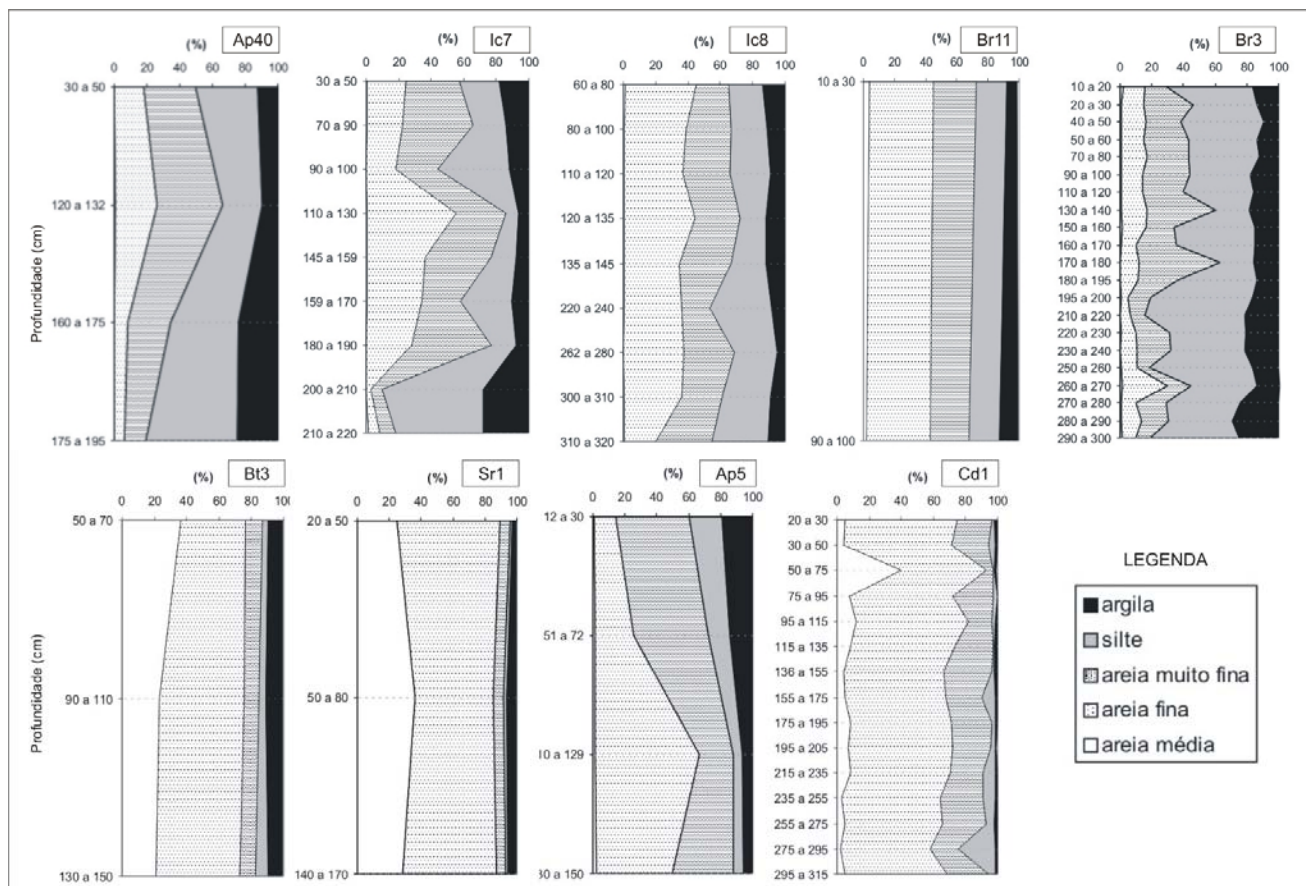 (%) Ap40
0 20 40 60 80 100
Profundidade (cm)
30 a 50
120 a 132
160 a 175
175 a 195
(%) Ic7
0 20 40 60 80 100
30 a 50
70 a 90
90 a 100
110 a 130
145 a 159
159 a 170
180 a 190
200 a 210
210 a 220
(%) Ic8
0 20 40 60 80 100
60 a 80
80 a 100
110 a 120
120 a 135
135 a 145
220 a 240
262 a 280
300 a 310
310 a 320
(%) Br11
0 20 40 60 80 100
10 a 30
90 a 100
(%) Br3
0 20 40 60 80 100
10 a 20
20 a 30
40 a 50
50 a 60
70 a 80
90 a 100
110 a 120
130 a 140
150 a 160
160 a 170
170 a 180
180 a 195
195 a 200
210 a 220
220 a 230
230 a 240
250 a 260
260 a 270
270 a 280
280 a 290
290 a 300
(%) Bt3
0 20 40 60 80 100
Profundidade (cm)
50 a 70
90 a 110
130 a 150
(%) Sr1
0 20 40 60 80 100
20 a 50
50 a 80
140 a 170
(%) Ap5
0 20 40 60 80 100
12 a 30
51 a 72
10 a 129
30 a 150
(%) Cd1
0 20 40 60 80 100
20 a 30
30 a 50
50 a 75
75 a 95
95 a 115
115 a 135
136 a 155
155 a 175
175 a 195
195 a 205
215 a 235
235 a 255
255 a 275
275 a 295
295 a 315
LEGENDA
argila
silte
areia muito fina
areia fina
areia média